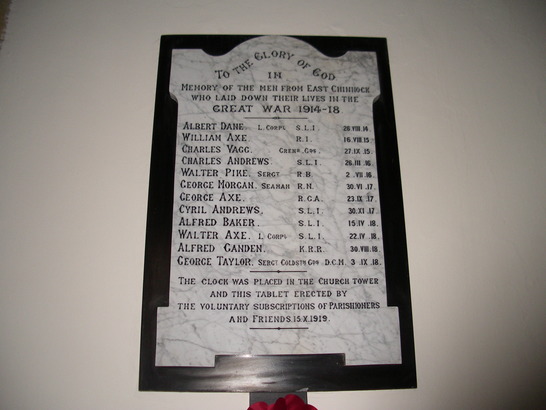 TO THE GLORY OF GOD
IN
MEMORY OF THE MEN FROM EAST CHINNOCK
WHO LAID DOWN THEIR LIVES IN THE
GREAT WAR 1914-18
ALBERT DANE. L. CORPL S.L.I. 26.VIII.14
WILLIAM AXE. R.I. 16.VIII.15
CHARLES VAGG. GRENR. GDS. 27.IX.15.
CHARLES ANDREWS. S.L.I. 26.III.16.
WALTER PIKE. SERGT R.B. 2.VII.16.
GEORGE MORGAN. SEAMAN R.N. 30.VI.17.
GEORGE AXE. R.G.A. 23.IX.17.
CYRIL ANDREWS. S.L.I. 30.XI.17.
ALFRED BAKER. S.L.I. 15.IV.18.
WALTER AXE. L. CORPL S.L.I. 22.IV.18.
ALFRED GANDEN. K.R.R. 30.VIII.18
GEORGE TAYLOR. SERGT COLDSTM GDS D.C.M. 3.IX.18.
THE CLOCK WAS PLACED IN THE CHURCH TOWER
AND THIS TABLET ERECTED BY
THE VOLUNTARY SUBSCRIPTIONS OF PARISHIONERS
AND FRIENDS. 15.X.1919.